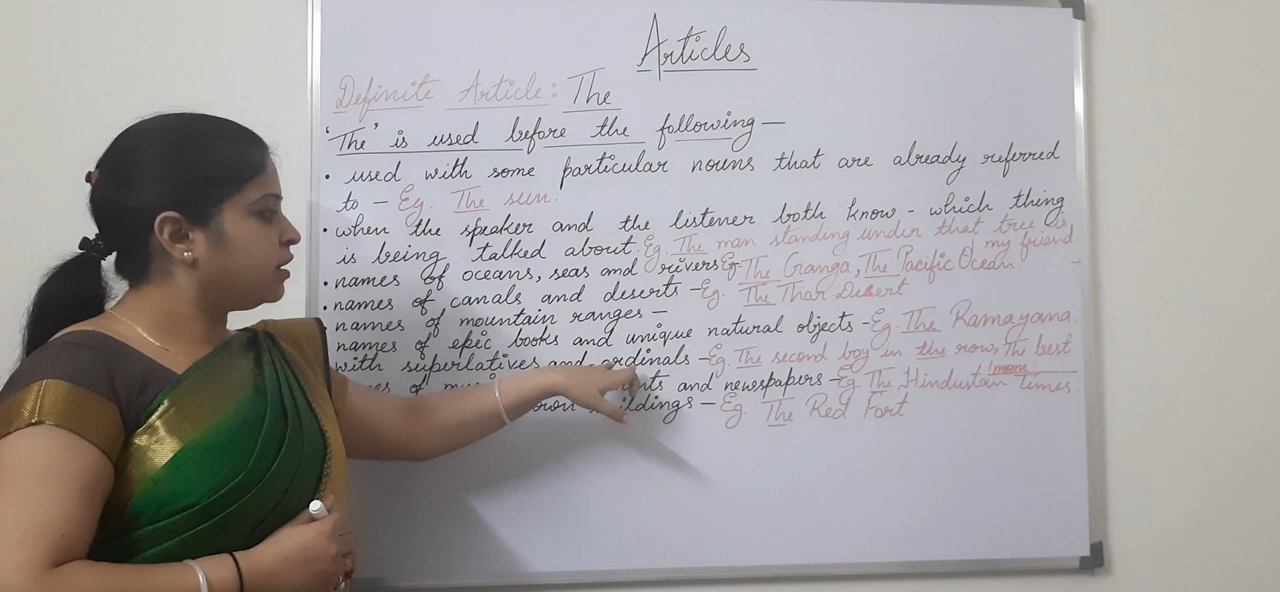 Articles
Definite Article: The
'The' is used before the following —
• used with some particular nouns that are already referred
to – Eg. The sun.
• when the speaker and the listener both know – which thing
is being talked about. Eg. The man standing under that tree is my friend
• names of oceans, seas and rivers Eg The Ganga, The Pacific Ocean.
• names of canals and deserts – Eg. The Thar Desert.
• names of mountain ranges –
names of epic books and unique natural objects – Eg. The Ramayana.
with superlatives and ordinals – Eg. The second boy in the row, The best man
of and newspapers – Eg The Hindustan Times.
– Eg. The Red Fort